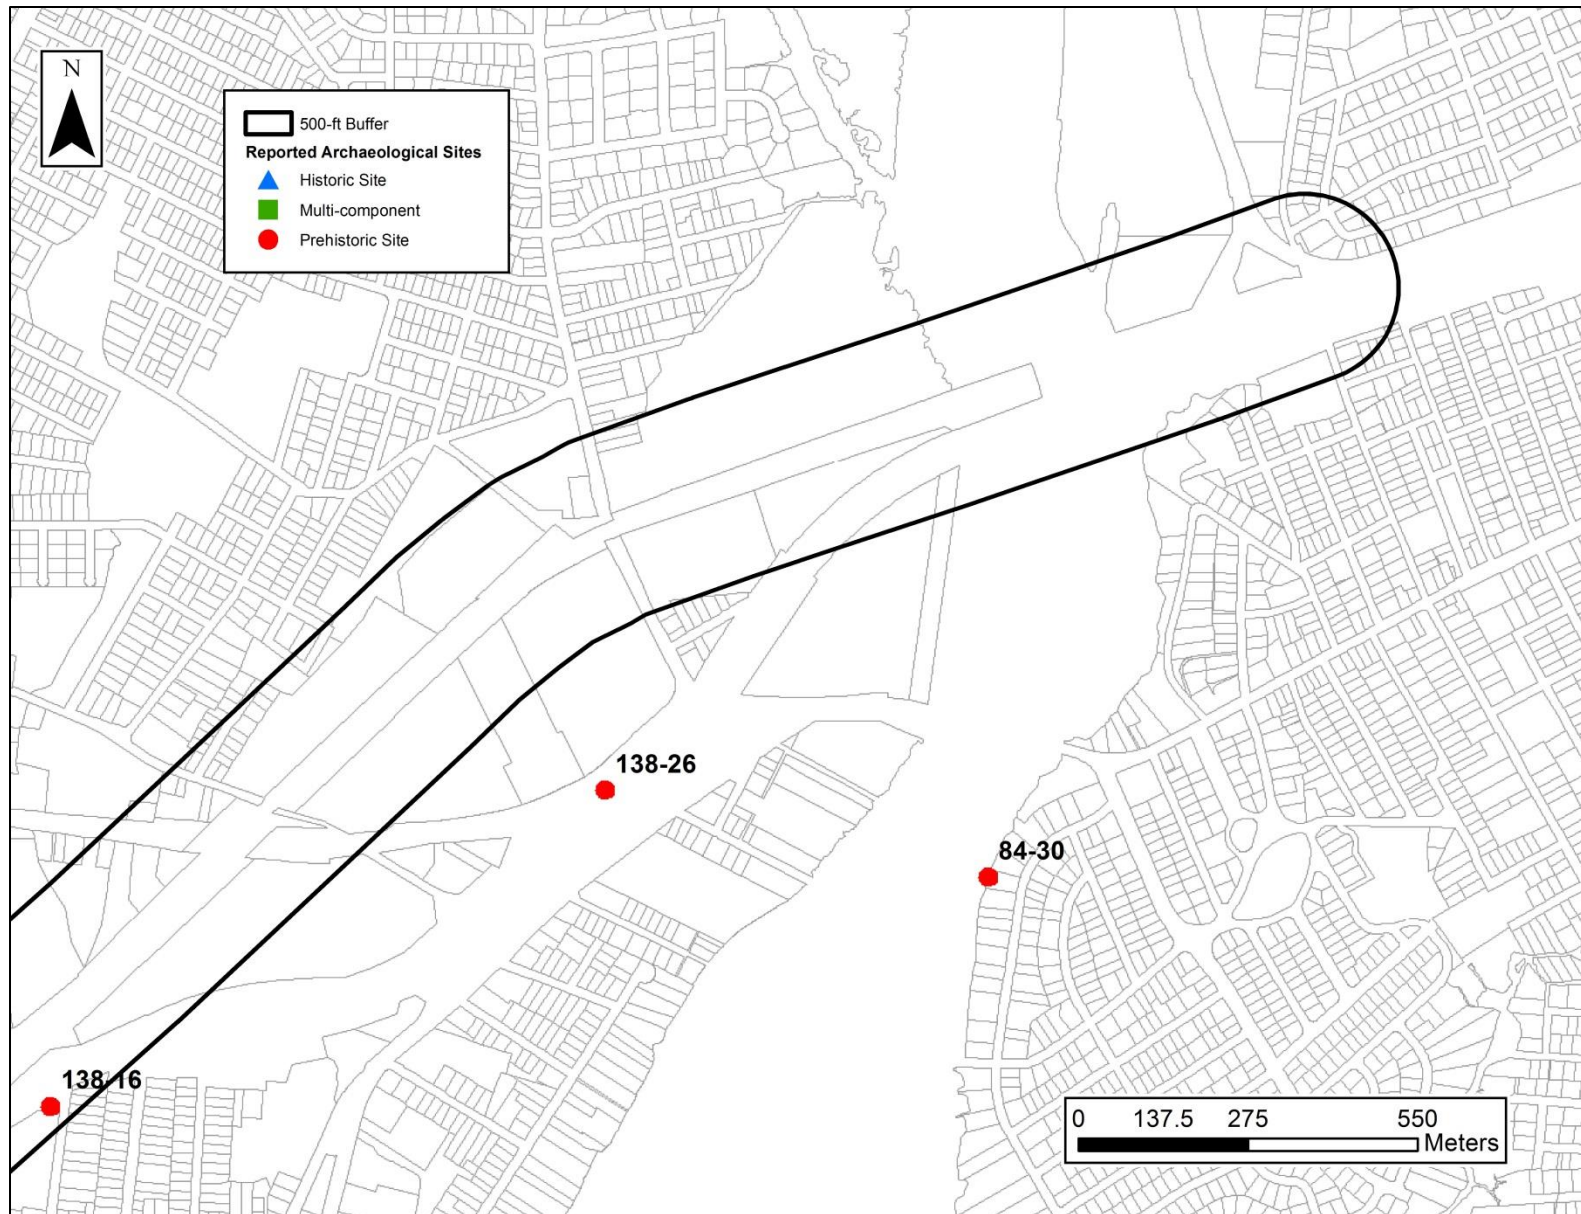 N
500-ft Buffer
Reported Archaeological Sites
Historic Site
Multi-component
Prehistoric Site
138-26
84-30
138-16
0 137.5 275 550
Meters